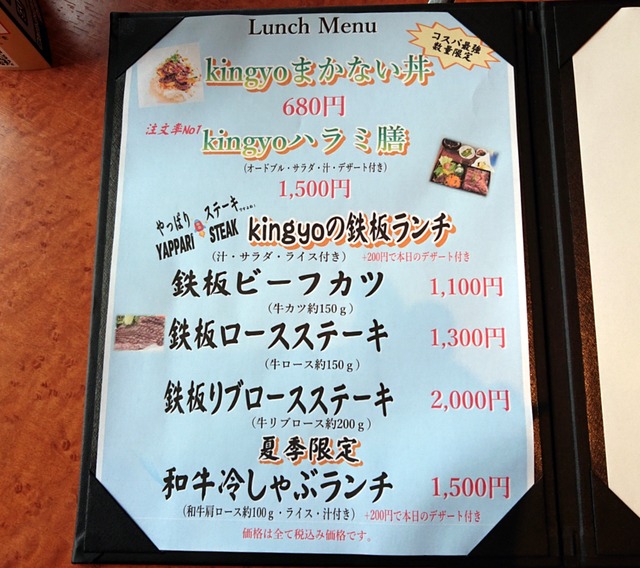 Lunch Menu
コスパ最強
数量限定
kingyoまかない丼
680円
注文率No1
kingyoハラミ膳
(オードブル・サラダ・汁・デザート付き)
1,500円
やっぱり ステーキ
YAPPARI STEAK
kingyoの鉄板ランチ
(汁・サラダ・ライス付き) +200円で本日のデザート付き
鉄板ビーフカツ 1,100円
(牛カツ約150g)
鉄板ロースステーキ 1,300円
(牛ロース約150g)
鉄板リブロースステーキ 2,000円
(牛リブロース約200g)
夏季限定
和牛冷しゃぶランチ 1,500円
(和牛肩ロース約100g・ライス・汁付き) +200円で本日のデザート付き
価格は全て税込み価格です。